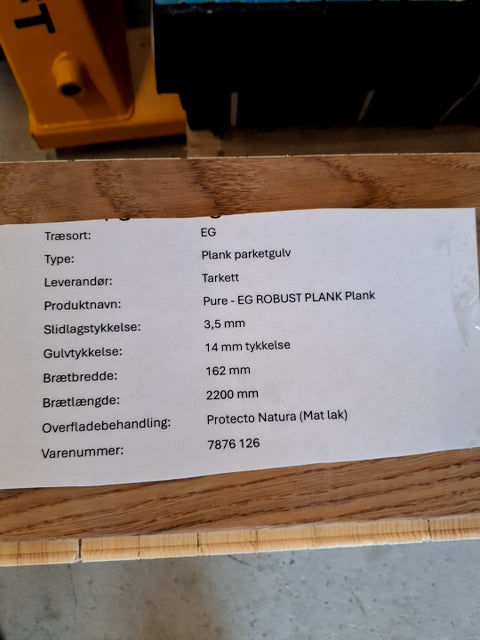 Træsort: EG
Type: Plank parketgulv
Leverandør: Tarkett
Produktnavn: Pure - EG ROBUST PLANK Plank
Slidlagstykkelse: 3,5 mm
Gulvtykkelse: 14 mm tykkelse
Brætbredde: 162 mm
Brætlængde: 2200 mm
Overfladebehandling: Protecto Natura (Mat lak)
Varenummer: 7876 126